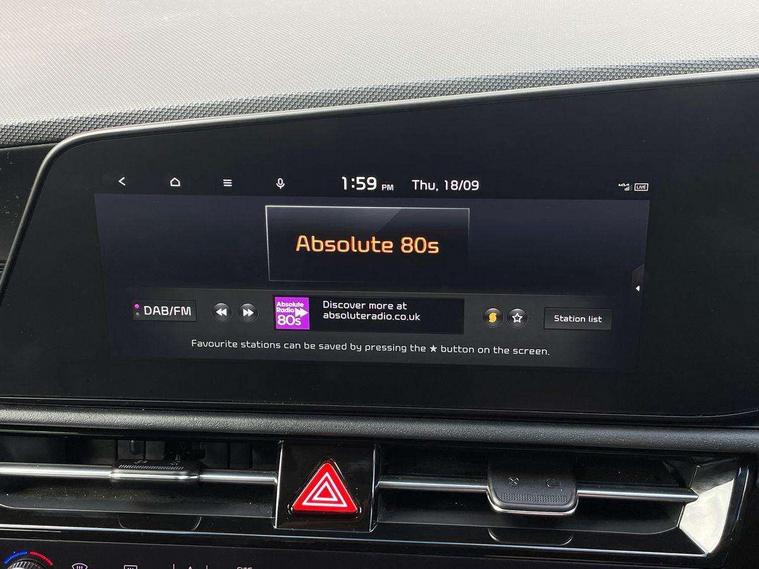 1:59 PM Thu, 18/09
LIVE
Absolute 80s
DAB/FM
Absolute
Radio
80s
Discover more at
absoluteradio.co.uk
Station list
Favourite stations can be saved by pressing the ★ button on the screen.